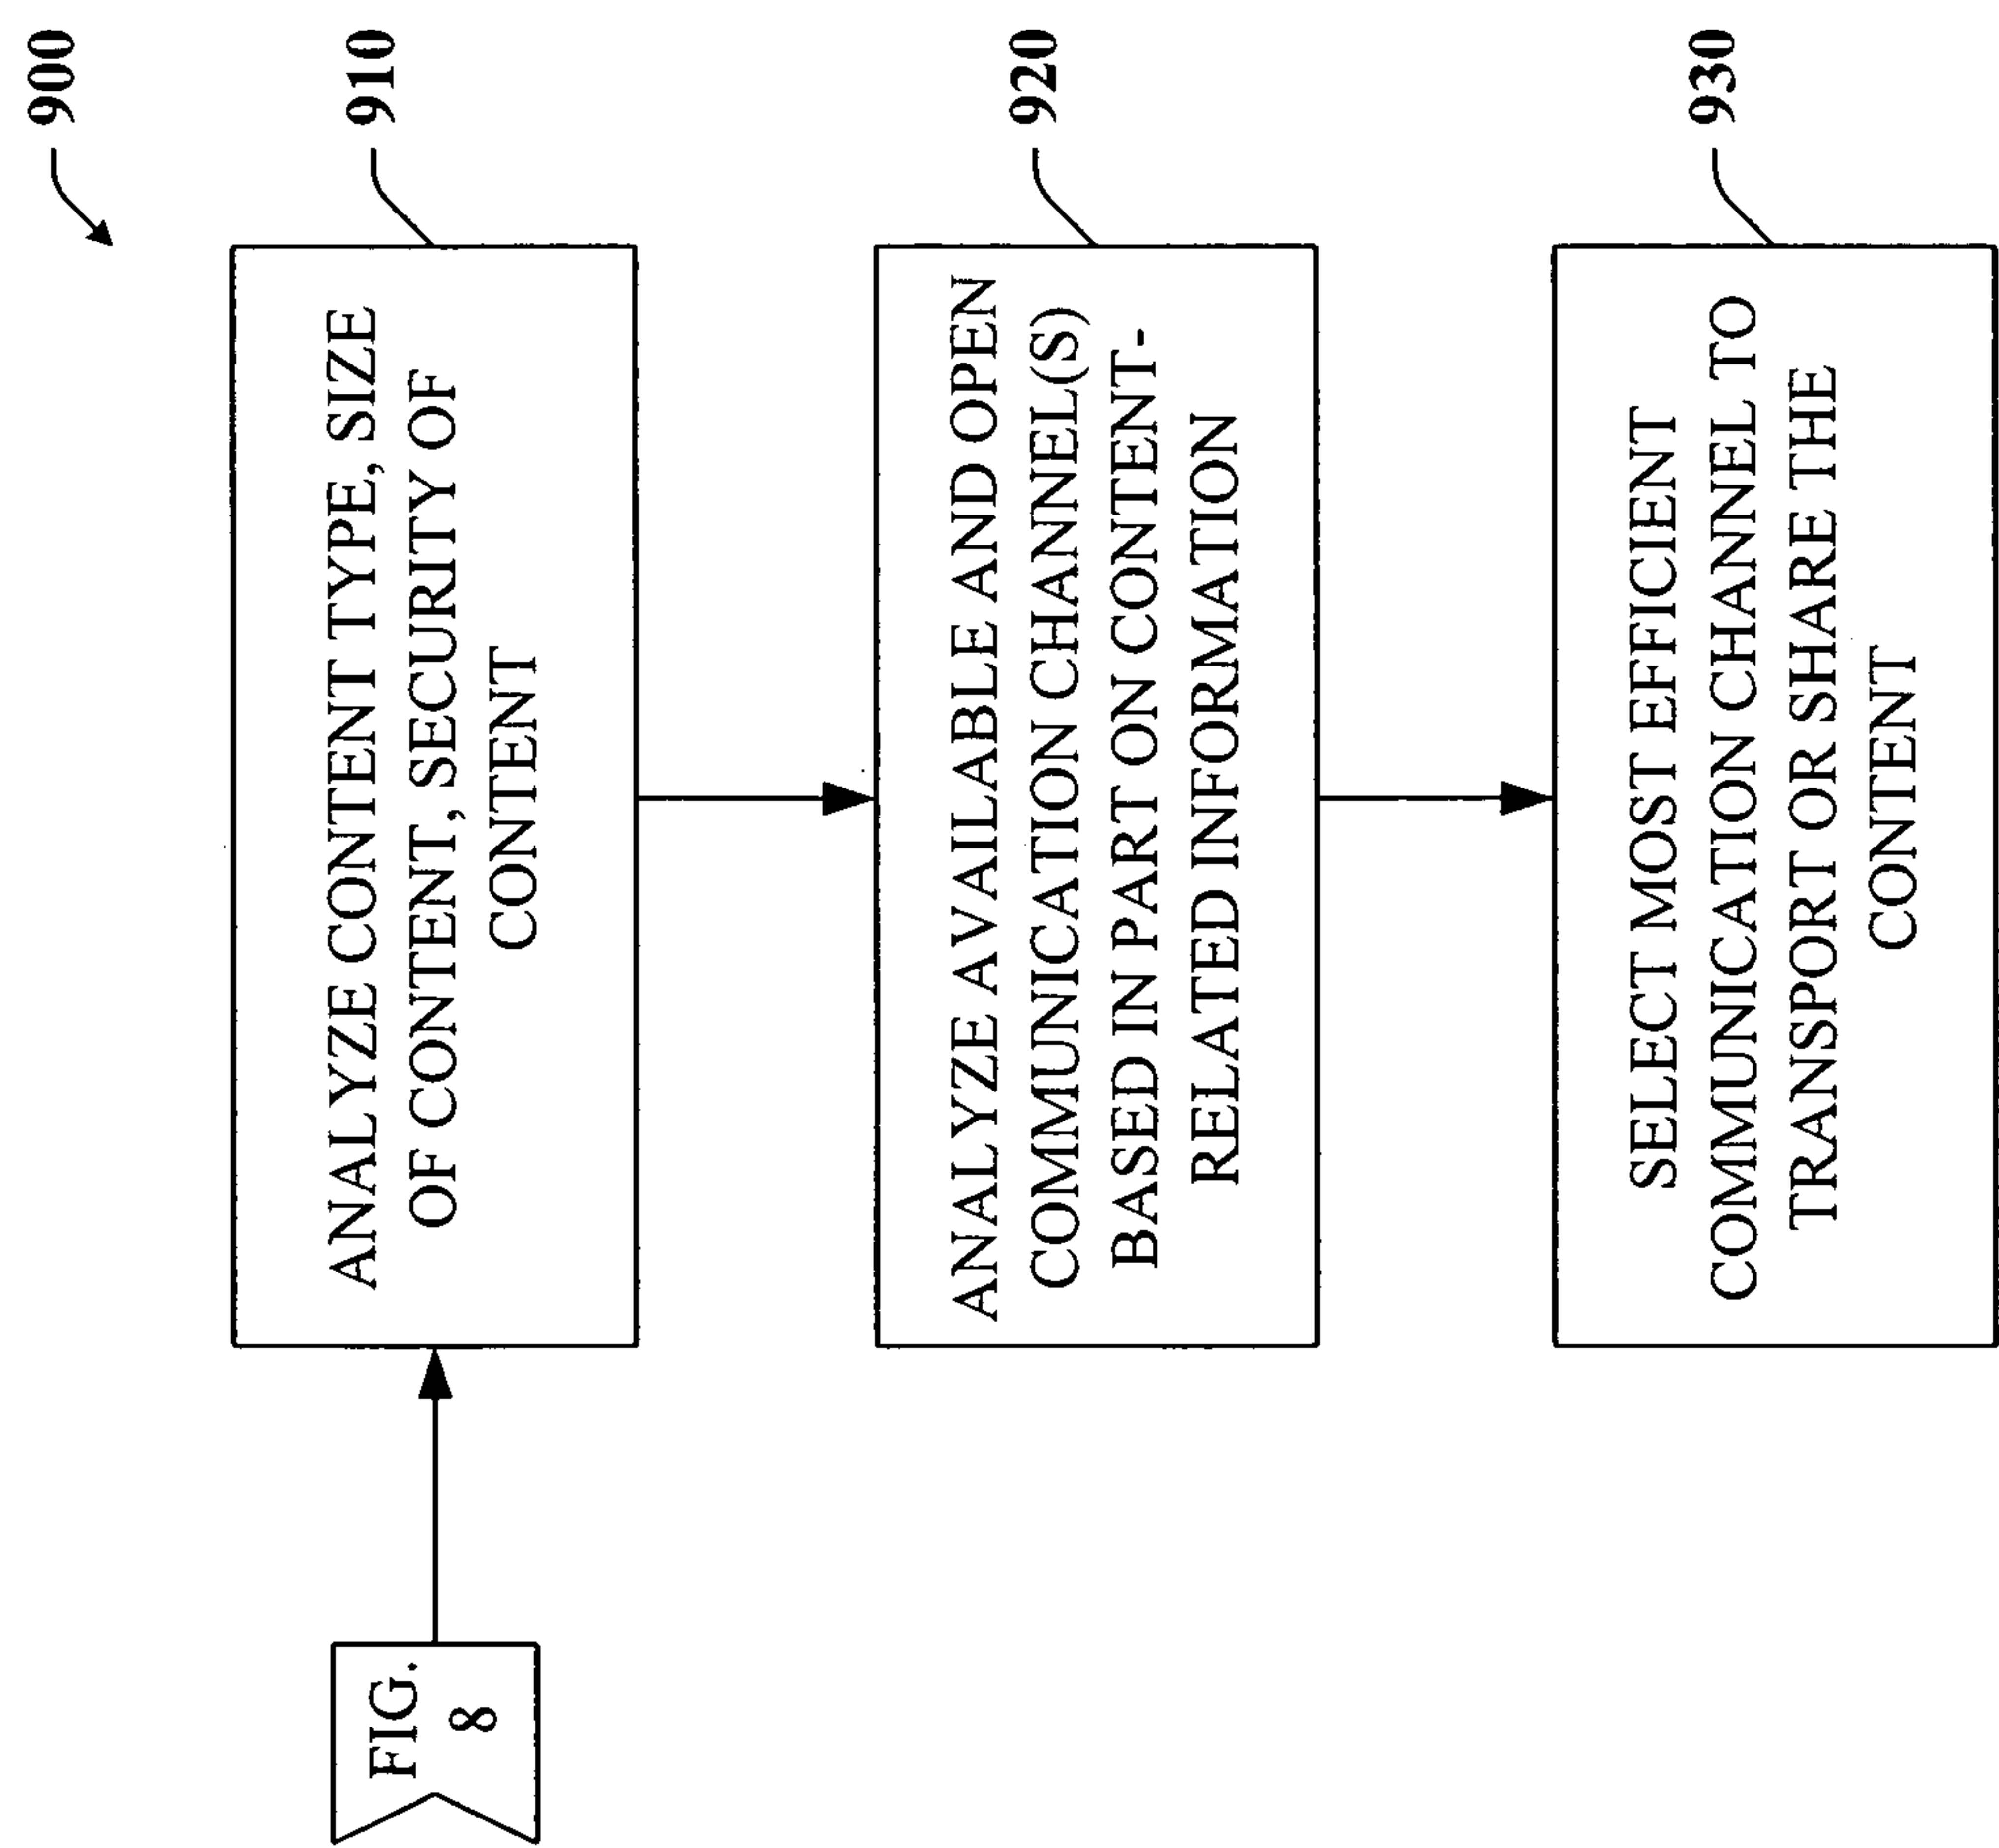 900
FIG.
8
910
ANALYZE CONTENT TYPE, SIZE
OF CONTENT, SECURITY OF
CONTENT
920
ANALYZE AVAILABLE AND OPEN
COMMUNICATION CHANNEL(S)
BASED IN PART ON CONTENT-
RELATED INFORMATION
930
SELECT MOST EFFICIENT
COMMUNICATION CHANNEL TO
TRANSPORT OR SHARE THE
CONTENT